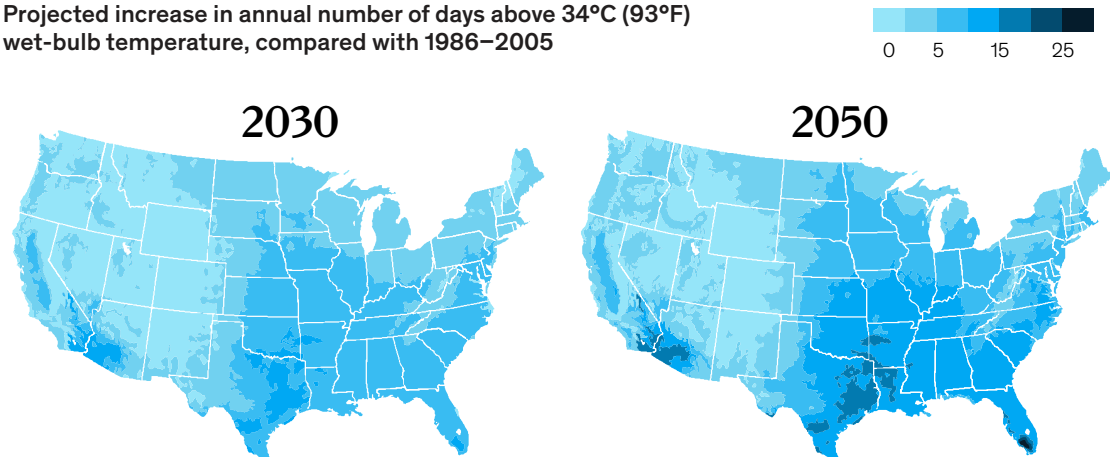 Projected increase in annual number of days above 34°C (93°F)
wet-bulb temperature, compared with 1986–2005
0 5 15 25
2030 2050